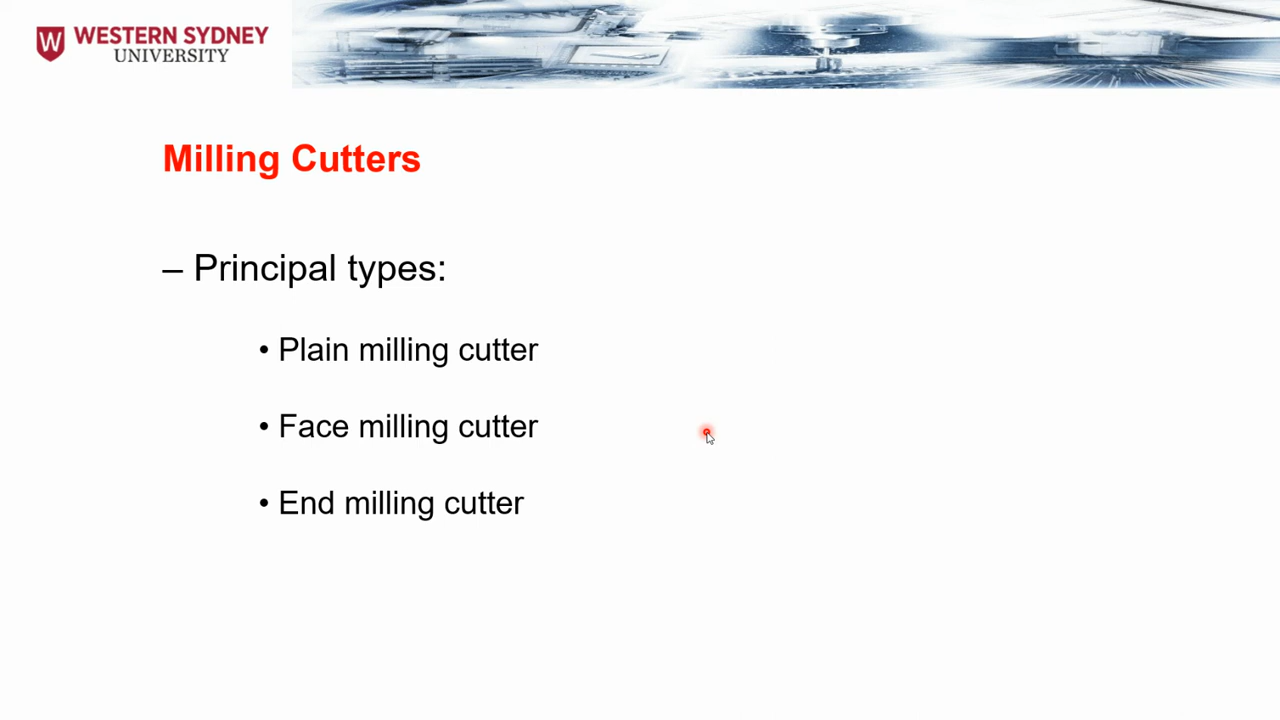 WESTERN SYDNEY
UNIVERSITY
Milling Cutters
– Principal types:
• Plain milling cutter
• Face milling cutter
• End milling cutter